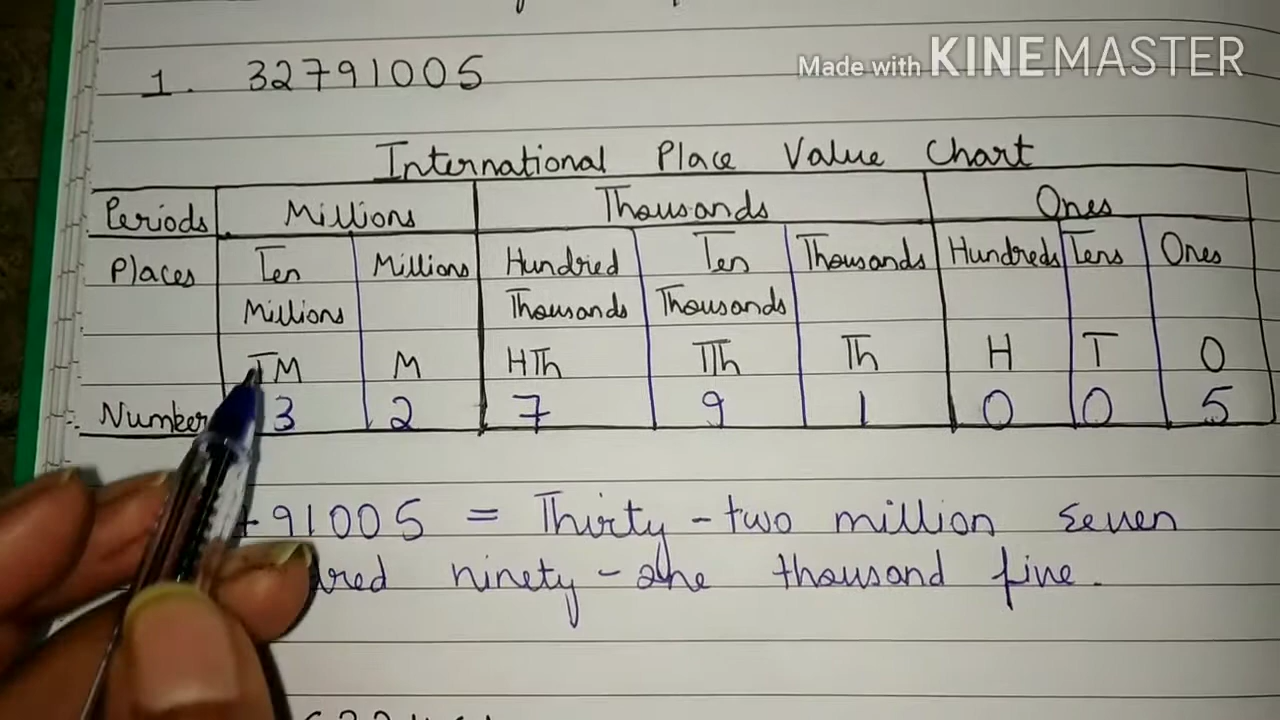 1. 32791005
Made with KINEMASTER
International Place Value Chart
Periods Millions Thousands Ones
Places Ten Millions Hundred Ten Thousands Hundreds Tens Ones
Millions Thousands Thousands
TM M HTh TTh Th H T O
Number 3 2 7 9 1 0 0 5
91005 = Thirty-two million seven
ninety-one thousand five.